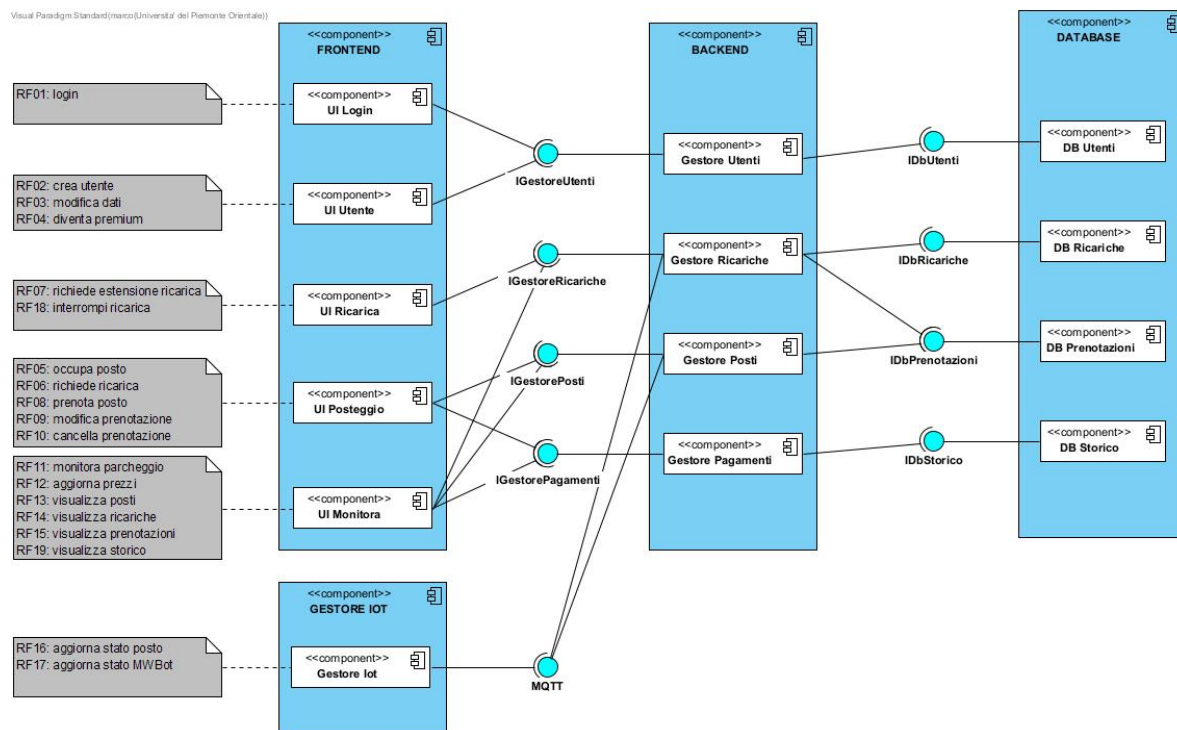 Visual Paradigm Standard(marco(Universita' del Piemonte Orientale))
<<component>>
FRONTEND
<<component>>
BACKEND
<<component>>
DATABASE
RF01: login
<<component>>
UI Login
IGestoreUtenti
<<component>>
Gestore Utenti
IDbUtenti
<<component>>
DB Utenti
RF02: crea utente
RF03: modifica dati
RF04: diventa premium
<<component>>
UI Utente
IGestoreRicariche
<<component>>
Gestore Ricariche
IDbRicariche
<<component>>
DB Ricariche
RF07: richiede estensione ricarica
RF18: interrompi ricarica
<<component>>
UI Ricarica
IGestorePosti
<<component>>
Gestore Posti
IDbPrenotazioni
<<component>>
DB Prenotazioni
RF05: occupa posto
RF06: richiede ricarica
RF08: prenota posto
RF09: modifica prenotazione
RF10: cancella prenotazione
<<component>>
UI Posteggio
IGestorePagamenti
<<component>>
Gestore Pagamenti
IDbStorico
<<component>>
DB Storico
RF11: monitora parcheggio
RF12: aggiorna prezzi
RF13: visualizza posti
RF14: visualizza ricariche
RF15: visualizza prenotazioni
RF19: visualizza storico
<<component>>
UI Monitora
<<component>>
GESTORE IOT
RF16: aggiorna stato posto
RF17: aggiorna stato MWBot
<<component>>
Gestore Iot
MQTT